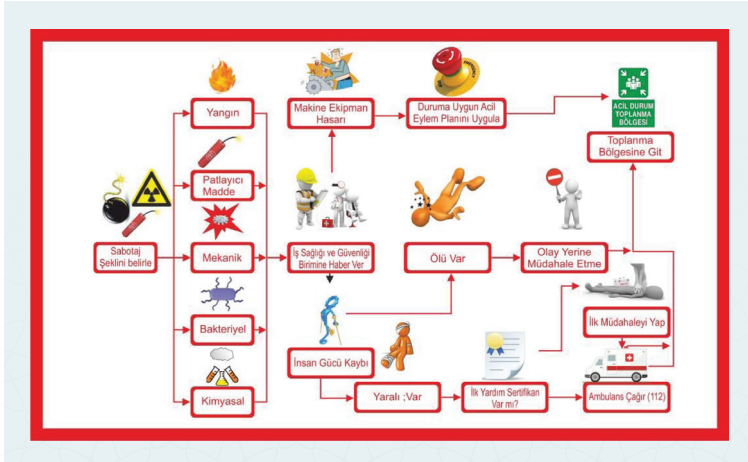 Yangın
Makine Ekipman
Hasarı
Duruma Uygun Acil
Eylem Planını Uygula
ACİL DURUM
TOPLANMA
BÖLGESİ
Toplanma
Bölgesine Git
Patlayıcı
Madde
Sabotaj
Şeklini belirle
Mekanik
İş Sağlığı ve Güvenliği
Birimine Haber Ver
Ölü Var
Olay Yerine
Müdahale Etme
Bakteriyel
İlk Müdahaleyi Yap
İnsan Gücü Kaybı
Kimyasal
Yaralı ;Var
İlk Yardım Sertifikan
Var mı?
Ambulans Çağır (112)